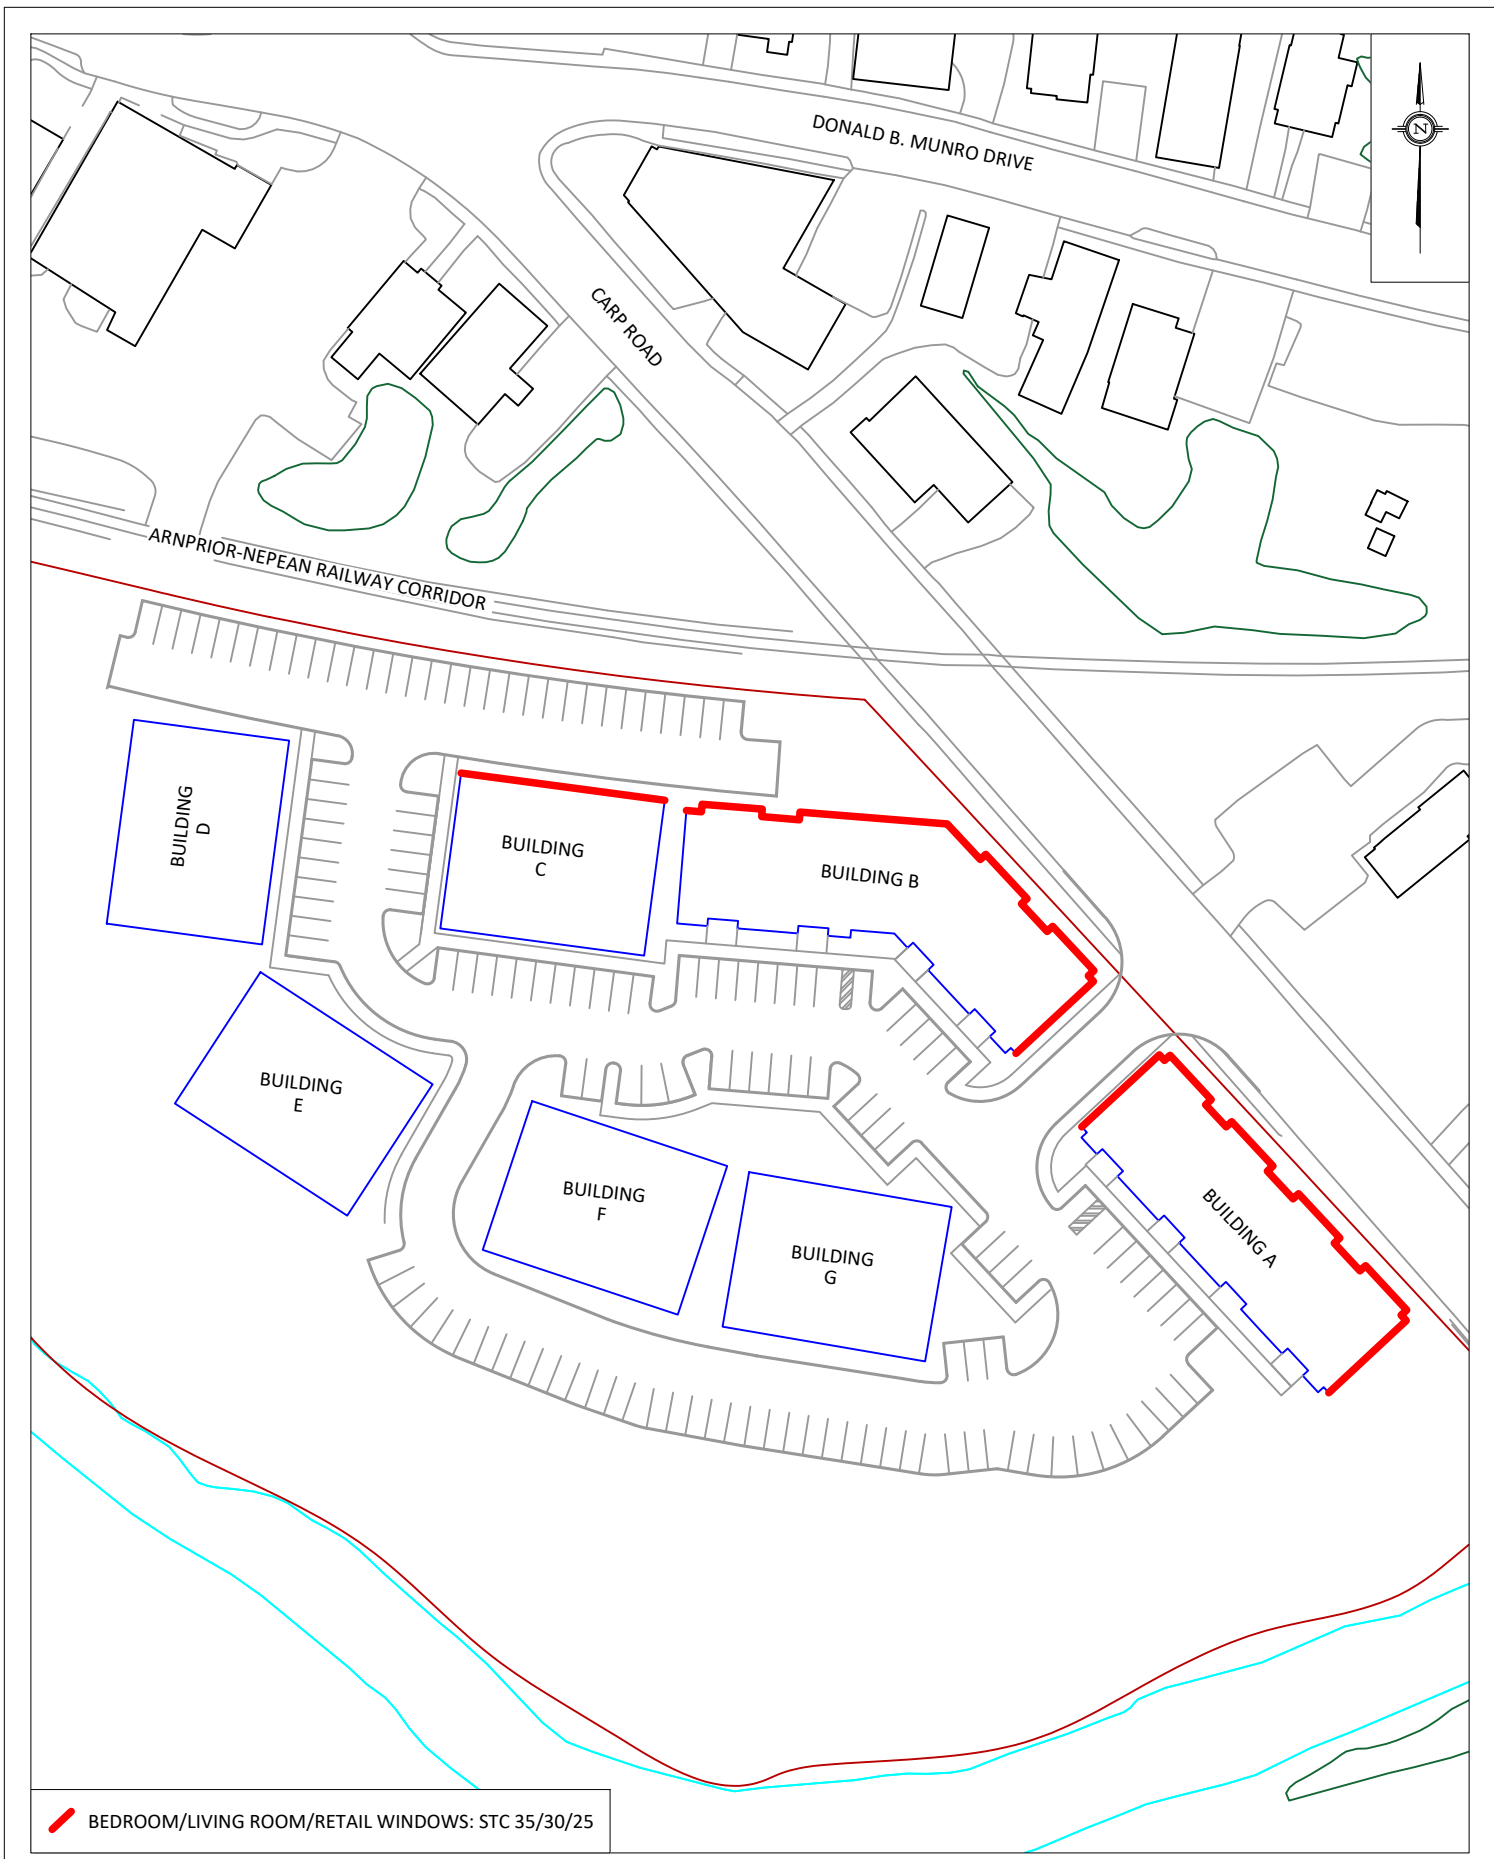 DONALD B. MUNRO DRIVE
N
CARP ROAD
ARNPRIOR-NEPEAN RAILWAY CORRIDOR
BUILDING
D
BUILDING
C
BUILDING B
BUILDING
E
BUILDING
F
BUILDING
G
BUILDING A
BEDROOM/LIVING ROOM/RETAIL WINDOWS: STC 35/30/25